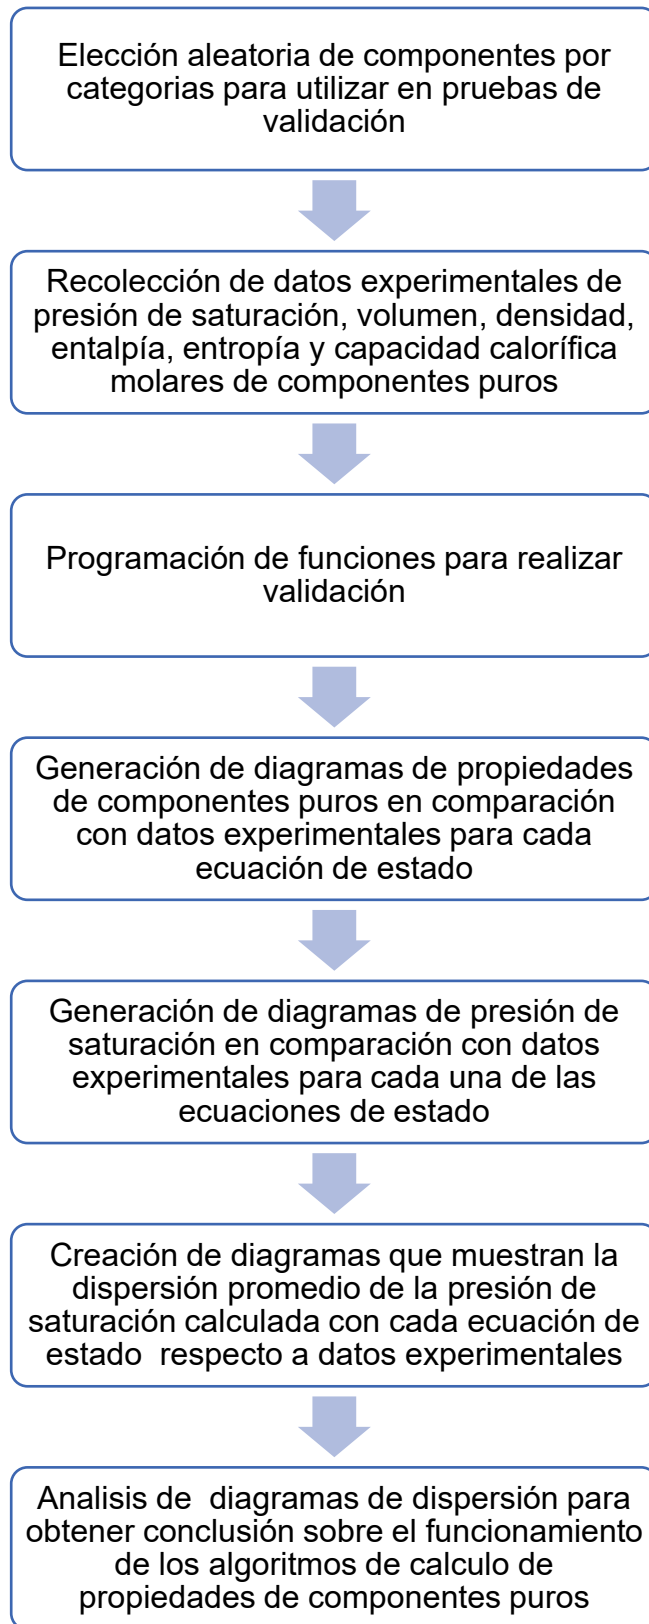 Elección aleatoria de componentes por
categorias para utilizar en pruebas de
validación
Recolección de datos experimentales de
presión de saturación, volumen, densidad,
entalpía, entropía y capacidad calorífica
molares de componentes puros
Programación de funciones para realizar
validación
Generación de diagramas de propiedades
de componentes puros en comparación
con datos experimentales para cada
ecuación de estado
Generación de diagramas de presión de
saturación en comparación con datos
experimentales para cada una de las
ecuaciones de estado
Creación de diagramas que muestran la
dispersión promedio de la presión de
saturación calculada con cada ecuación de
estado  respecto a datos experimentales
Analisis de  diagramas de dispersión para
obtener conclusión sobre el funcionamiento
de los algoritmos de calculo de
propiedades de componentes puros